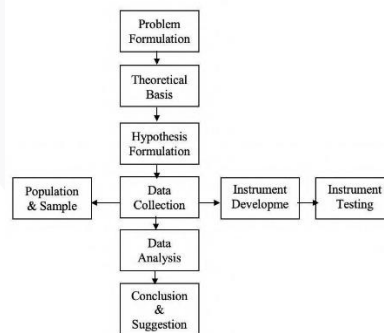 Problem
Formulation
Theoretical
Basis
Hypothesis
Formulation
Population
& Sample
Data
Collection
Instrument
Developme
Instrument
Testing
Data
Analysis
Conclusion
&
Suggestion